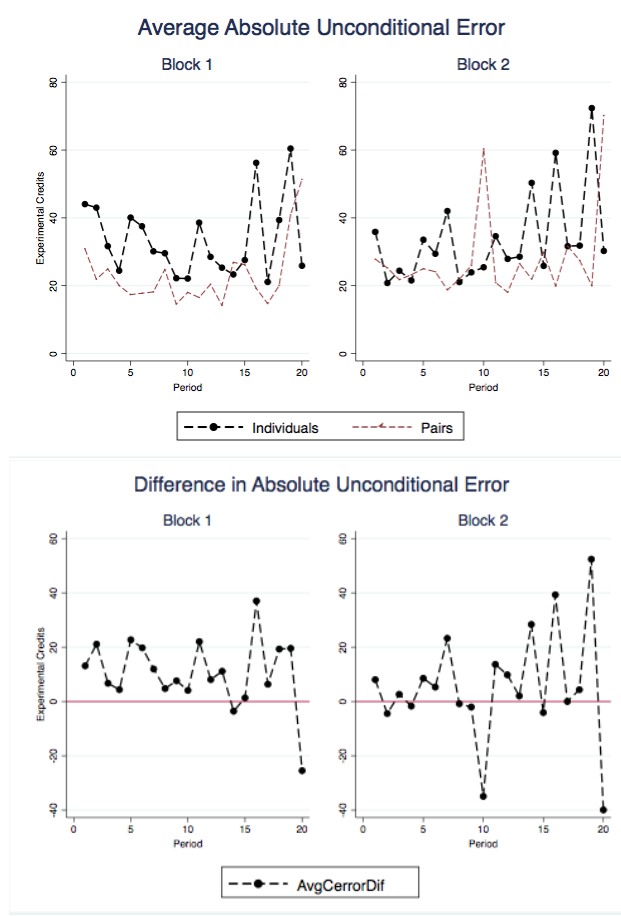 Average Absolute Unconditional Error
Block 1
Block 2
Experimental Credits
80
60
40
20
0
0 5 10 15 20
Period
80
60
40
20
0
0 5 10 15 20
Period
Individuals Pairs
Difference in Absolute Unconditional Error
Block 1
Block 2
Experimental Credits
60
40
20
0
-20
-40
0 5 10 15 20
Period
60
40
20
0
-20
-40
0 5 10 15 20
Period
AvgCerrorDif